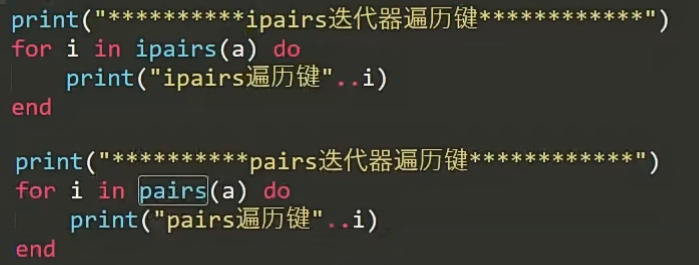 print("**********ipairs迭代器遍历键************")
for i in ipairs(a) do
    print("ipairs遍历键"..i)
end
print("**********pairs迭代器遍历键************")
for i in pairs(a) do
    print("pairs遍历键"..i)
end